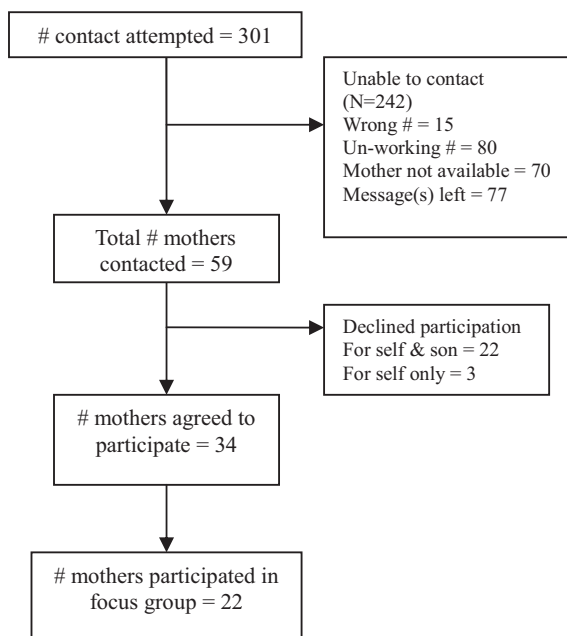 # contact attempted = 301
Unable to contact
(N=242)
Wrong # = 15
Un-working # = 80
Mother not available = 70
Message(s) left = 77
Total # mothers
contacted = 59
Declined participation
For self & son = 22
For self only = 3
# mothers agreed to
participate = 34
# mothers participated in
focus group = 22